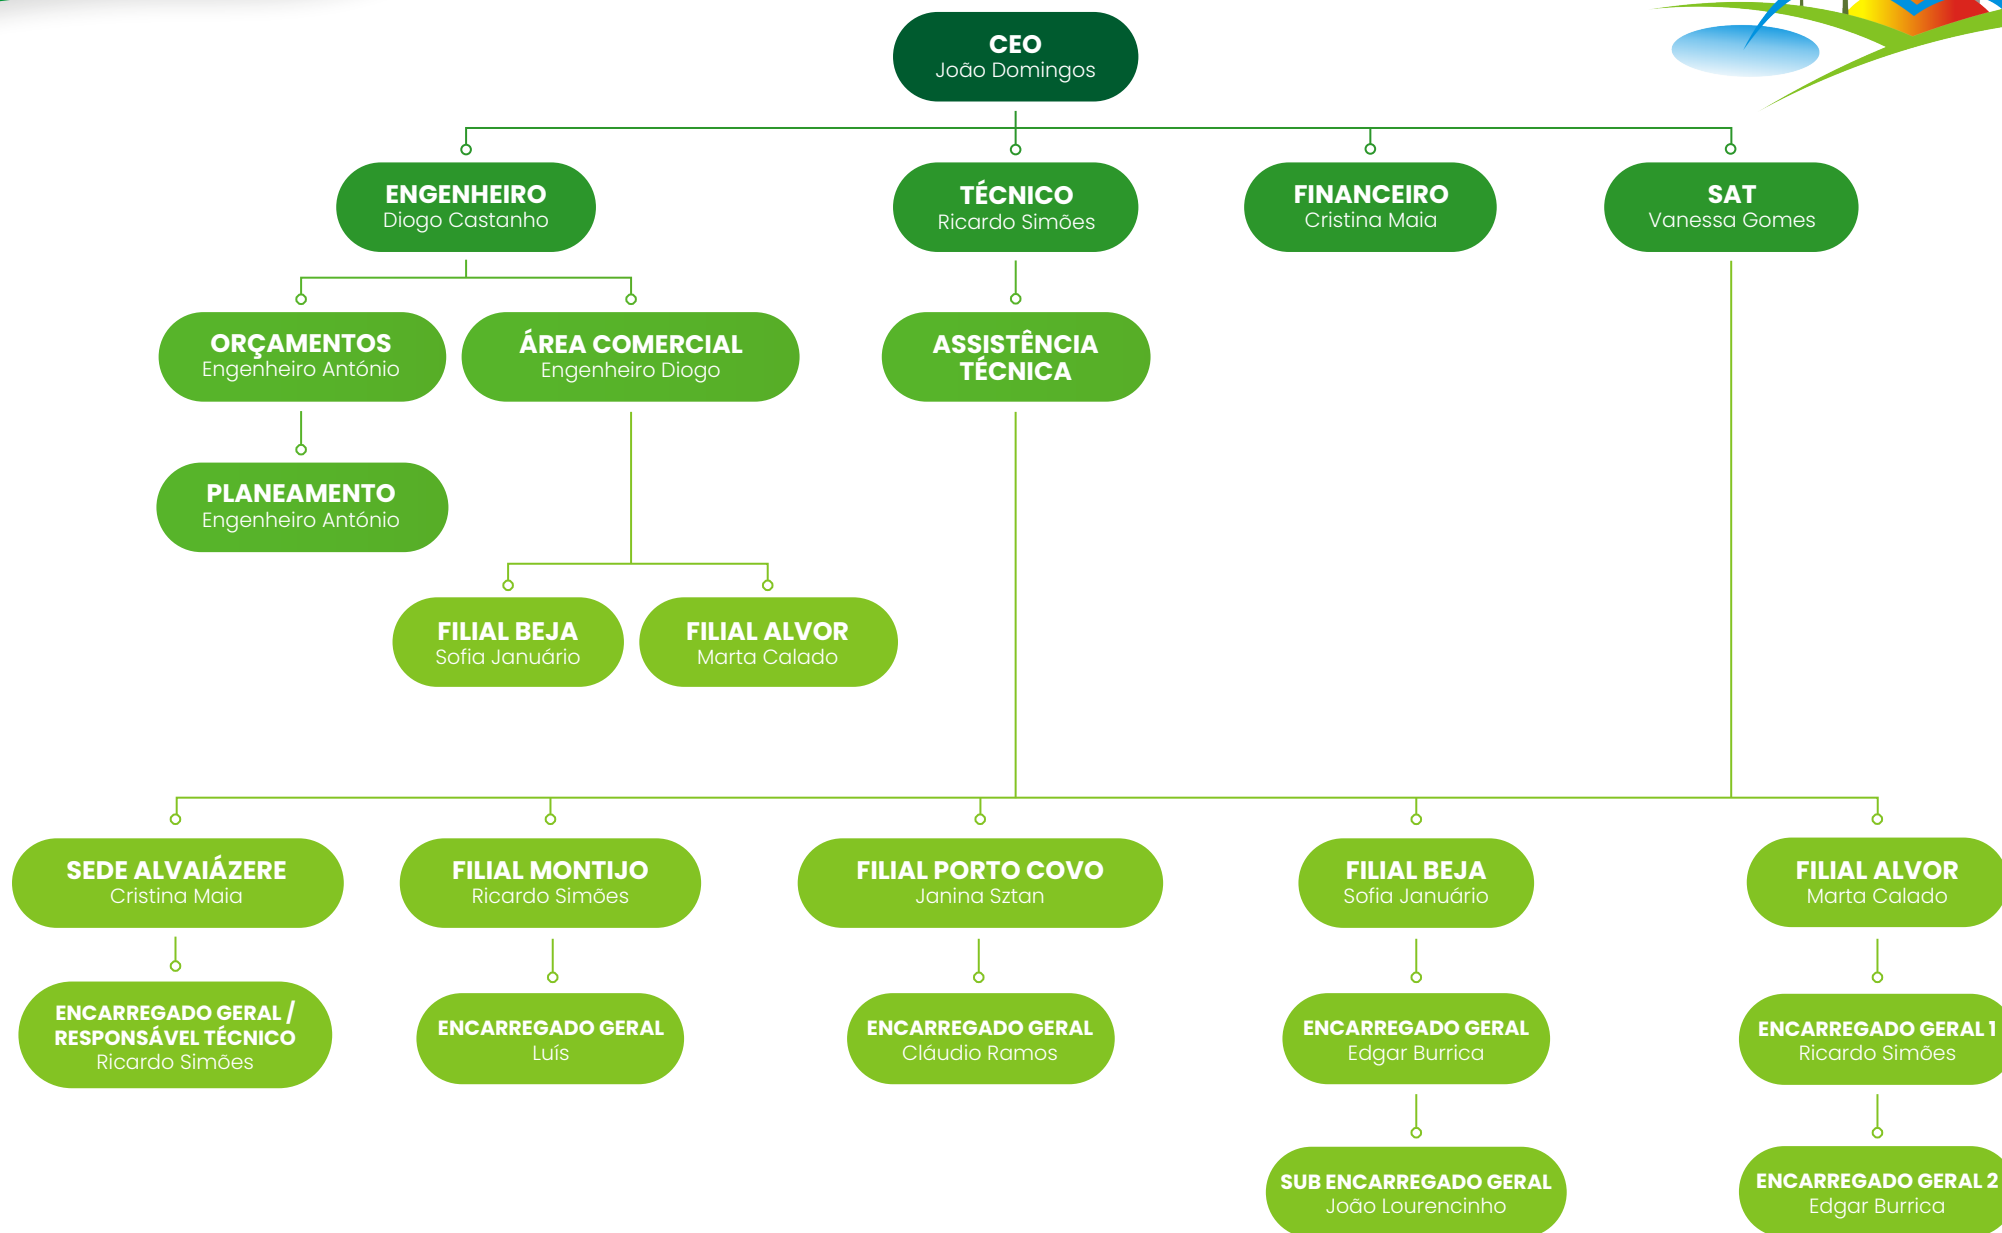 CEO
João Domingos
ENGENHEIRO
Diogo Castanho
TÉCNICO
Ricardo Simões
FINANCEIRO
Cristina Maia
SAT
Vanessa Gomes
ORÇAMENTOS
Engenheiro António
ÁREA COMERCIAL
Engenheiro Diogo
ASSISTÊNCIA
TÉCNICA
PLANEAMENTO
Engenheiro António
FILIAL BEJA
Sofia Januário
FILIAL ALVOR
Marta Calado
SEDE ALVAIÁZERE
Cristina Maia
FILIAL MONTIJO
Ricardo Simões
FILIAL PORTO COVO
Janina Sztan
FILIAL BEJA
Sofia Januário
FILIAL ALVOR
Marta Calado
ENCARREGADO GERAL /
RESPONSÁVEL TÉCNICO
Ricardo Simões
ENCARREGADO GERAL
Luís
ENCARREGADO GERAL
Cláudio Ramos
ENCARREGADO GERAL
Edgar Burrica
ENCARREGADO GERAL 1
Ricardo Simões
SUB ENCARREGADO GERAL
João Lourencinho
ENCARREGADO GERAL 2
Edgar Burrica